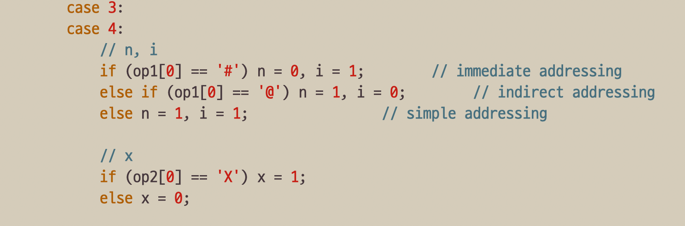 case 3:
case 4:
// n, i
if (op1[0] == '#') n = 0, i = 1; // immediate addressing
else if (op1[0] == '@') n = 1, i = 0; // indirect addressing
else n = 1, i = 1; // simple addressing
// x
if (op2[0] == 'X') x = 1;
else x = 0;